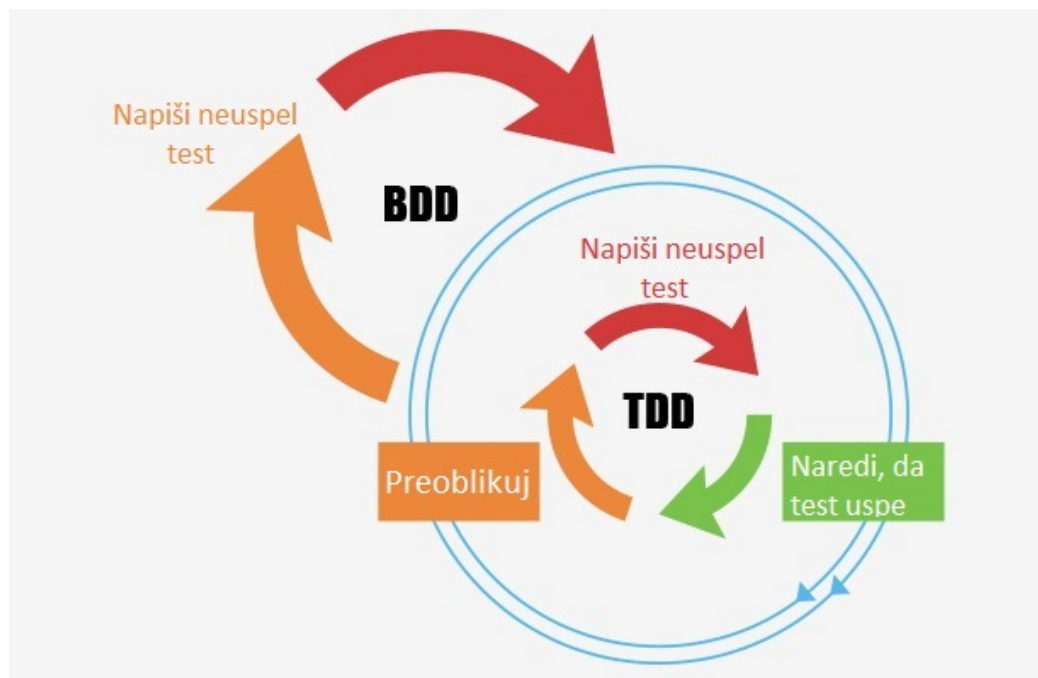 Napiši neuspel
test
BDD
Napiši neuspel
test
TDD
Preoblikuj
Naredi, da
test uspe